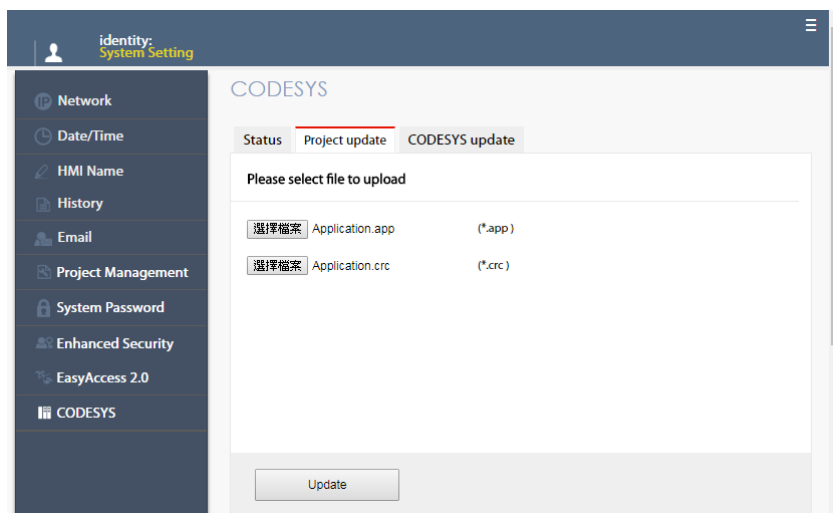 identity:
System Setting
☰
Network
Date/Time
HMI Name
History
Email
Project Management
System Password
Enhanced Security
EasyAccess 2.0
CODESYS
CODESYS
Status Project update CODESYS update
Please select file to upload
選擇檔案 Application.app (*.app )
選擇檔案 Application.crc (*.crc )
Update